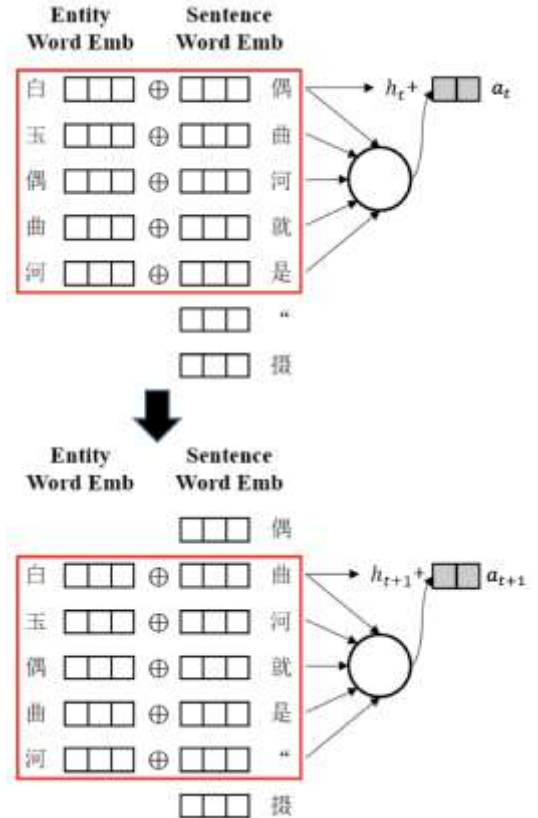 Entity Sentence
Word Emb Word Emb
白 ⊕ 偶 h_t+ a_t
玉 ⊕ 曲
偶 ⊕ 河
曲 ⊕ 就
河 ⊕ 是
“
掇
Entity Sentence
Word Emb Word Emb
偶
白 ⊕ 曲 h_{t+1}+ a_{t+1}
玉 ⊕ 河
偶 ⊕ 就
曲 ⊕ 是
河 ⊕ “
掇